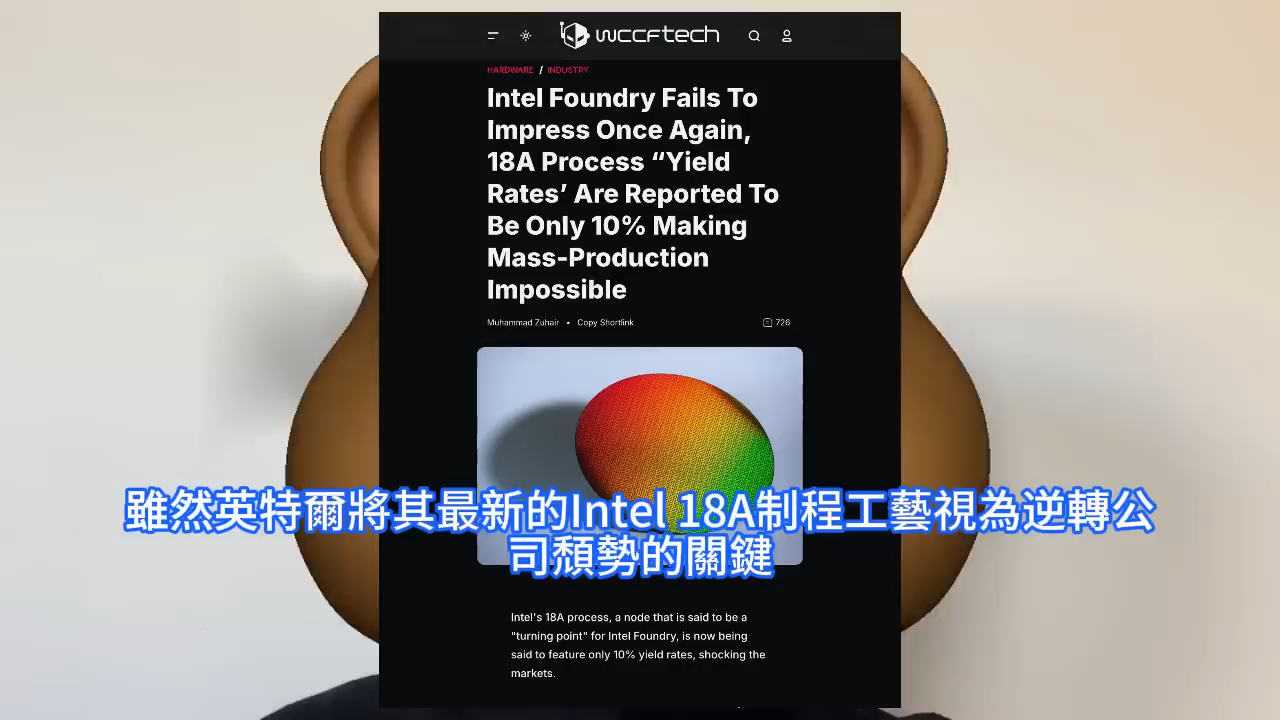 WCCFTECH
HARDWARE / INDUSTRY
Intel Foundry Fails To
Impress Once Again,
18A Process “Yield
Rates’ Are Reported To
Be Only 10% Making
Mass-Production
Impossible
Muhammad Zuhair • Copy Shortlink 726
雖然英特爾將其最新的Intel 18A制程工藝視為逆轉公
司頹勢的關鍵
Intel's 18A process, a node that is said to be a
"turning point" for Intel Foundry, is now being
said to feature only 10% yield rates, shocking the
markets.